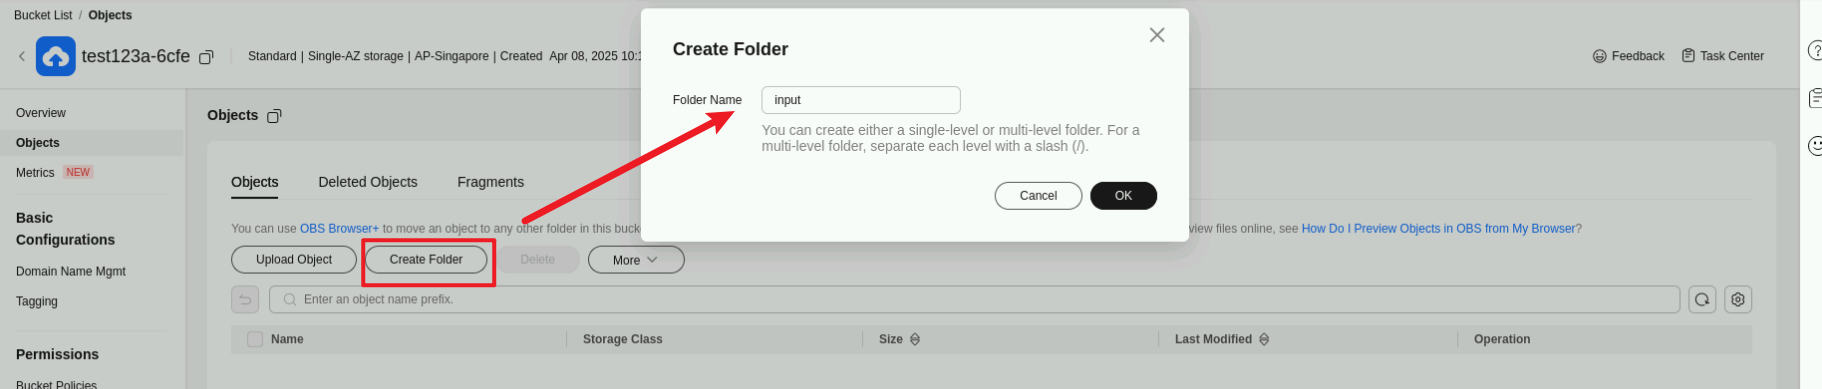 Bucket List / Objects
test123a-6cfe
Standard | Single-AZ storage | AP-Singapore | Created Apr 08, 2025 10:1
Feedback
Task Center
Overview
Objects
Metrics NEW
Basic
Configurations
Domain Name Mgmt
Tagging
Permissions
Bucket Policies
Objects
Objects Deleted Objects Fragments
You can use OBS Browser+ to move an object to any other folder in this
view files online, see How Do I Preview Objects in OBS from My Browser?
Upload Object Create Folder Delete More
Enter an object name prefix.
Name Storage Class Size Last Modified Operation
Create Folder
Folder Name input
You can create either a single-level or multi-level folder. For a
multi-level folder, separate each level with a slash (/).
Cancel OK